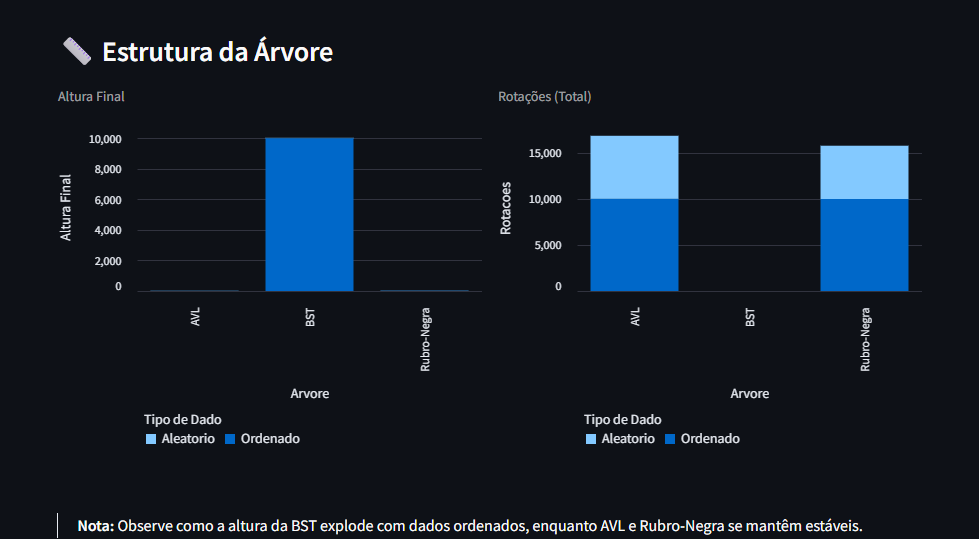 Estrutura da Árvore
Altura Final
10,000
8,000
6,000
4,000
2,000
0
Altura Final
AVL
BST
Rubro-Negra
Arvore
Tipo de Dado
Aleatorio
Ordenado
Rotações (Total)
15,000
10,000
5,000
0
Rotacoes
AVL
BST
Rubro-Negra
Arvore
Tipo de Dado
Aleatorio
Ordenado
Nota: Observe como a altura da BST explode com dados ordenados, enquanto AVL e Rubro-Negra se mantêm estáveis.